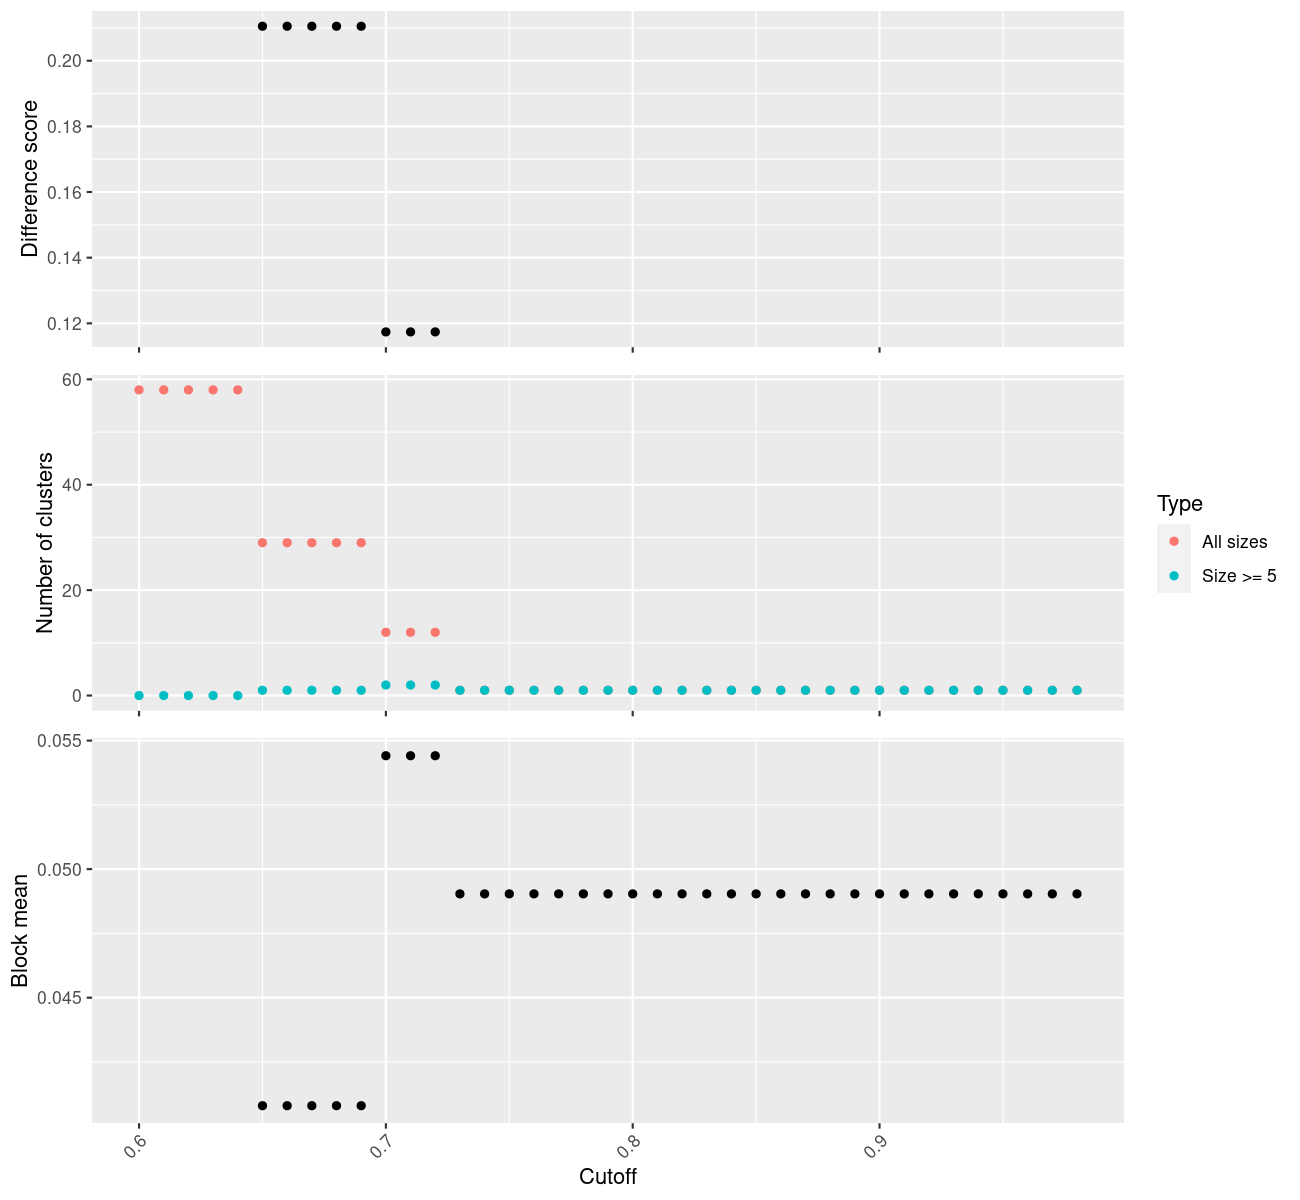 Difference score
0.20
0.18
0.16
0.14
0.12
Number of clusters
60
40
20
0
Type
All sizes
Size >= 5
Block mean
0.055
0.050
0.045
0.6
0.7
0.8
0.9
Cutoff